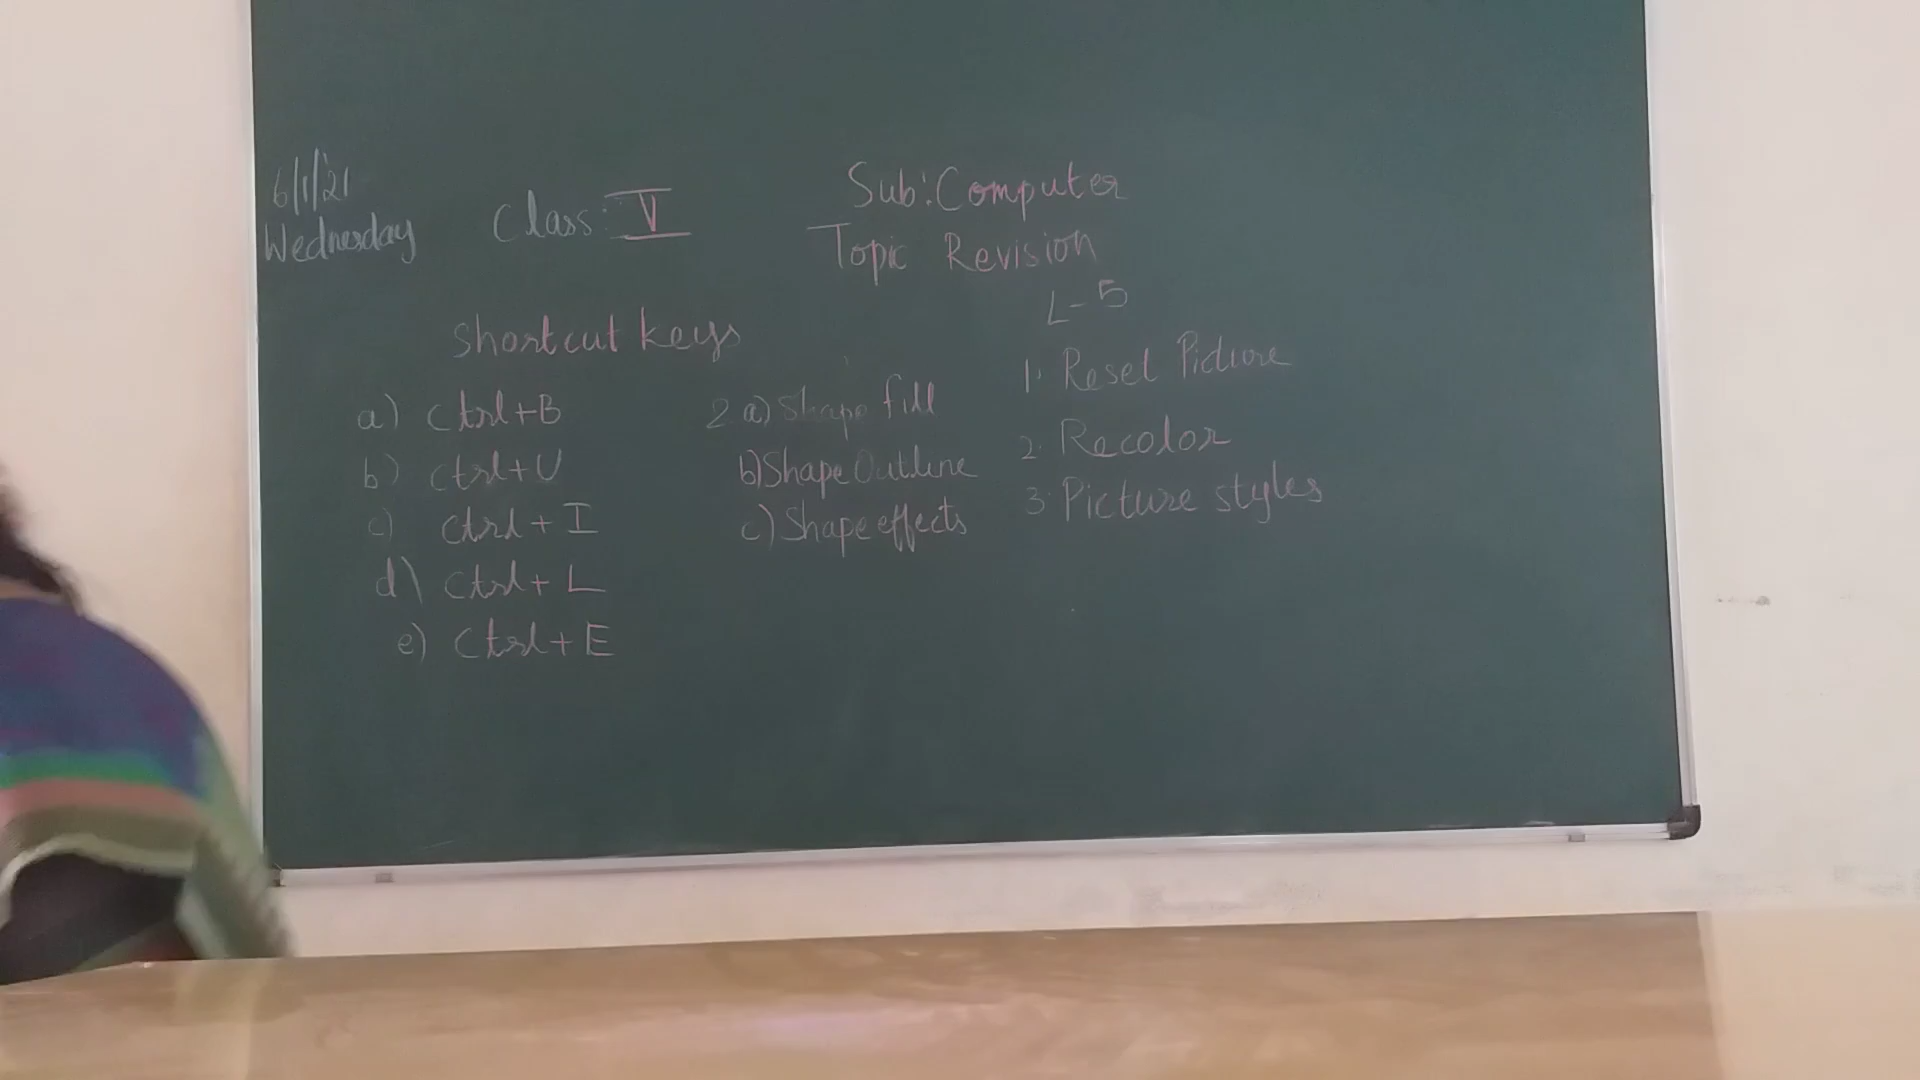 6/1/21
Wednesday
Class: V
Sub: Computer
Topic Revision
Shortcut keys
a) Ctrl+B
b) Ctrl+U
c) Ctrl + I
d) Ctrl + L
e) Ctrl + E
2 a) Shape fill
b) Shape Outline
c) Shape effects
L-5
1. Reset Picture
2. Recolor
3. Picture styles